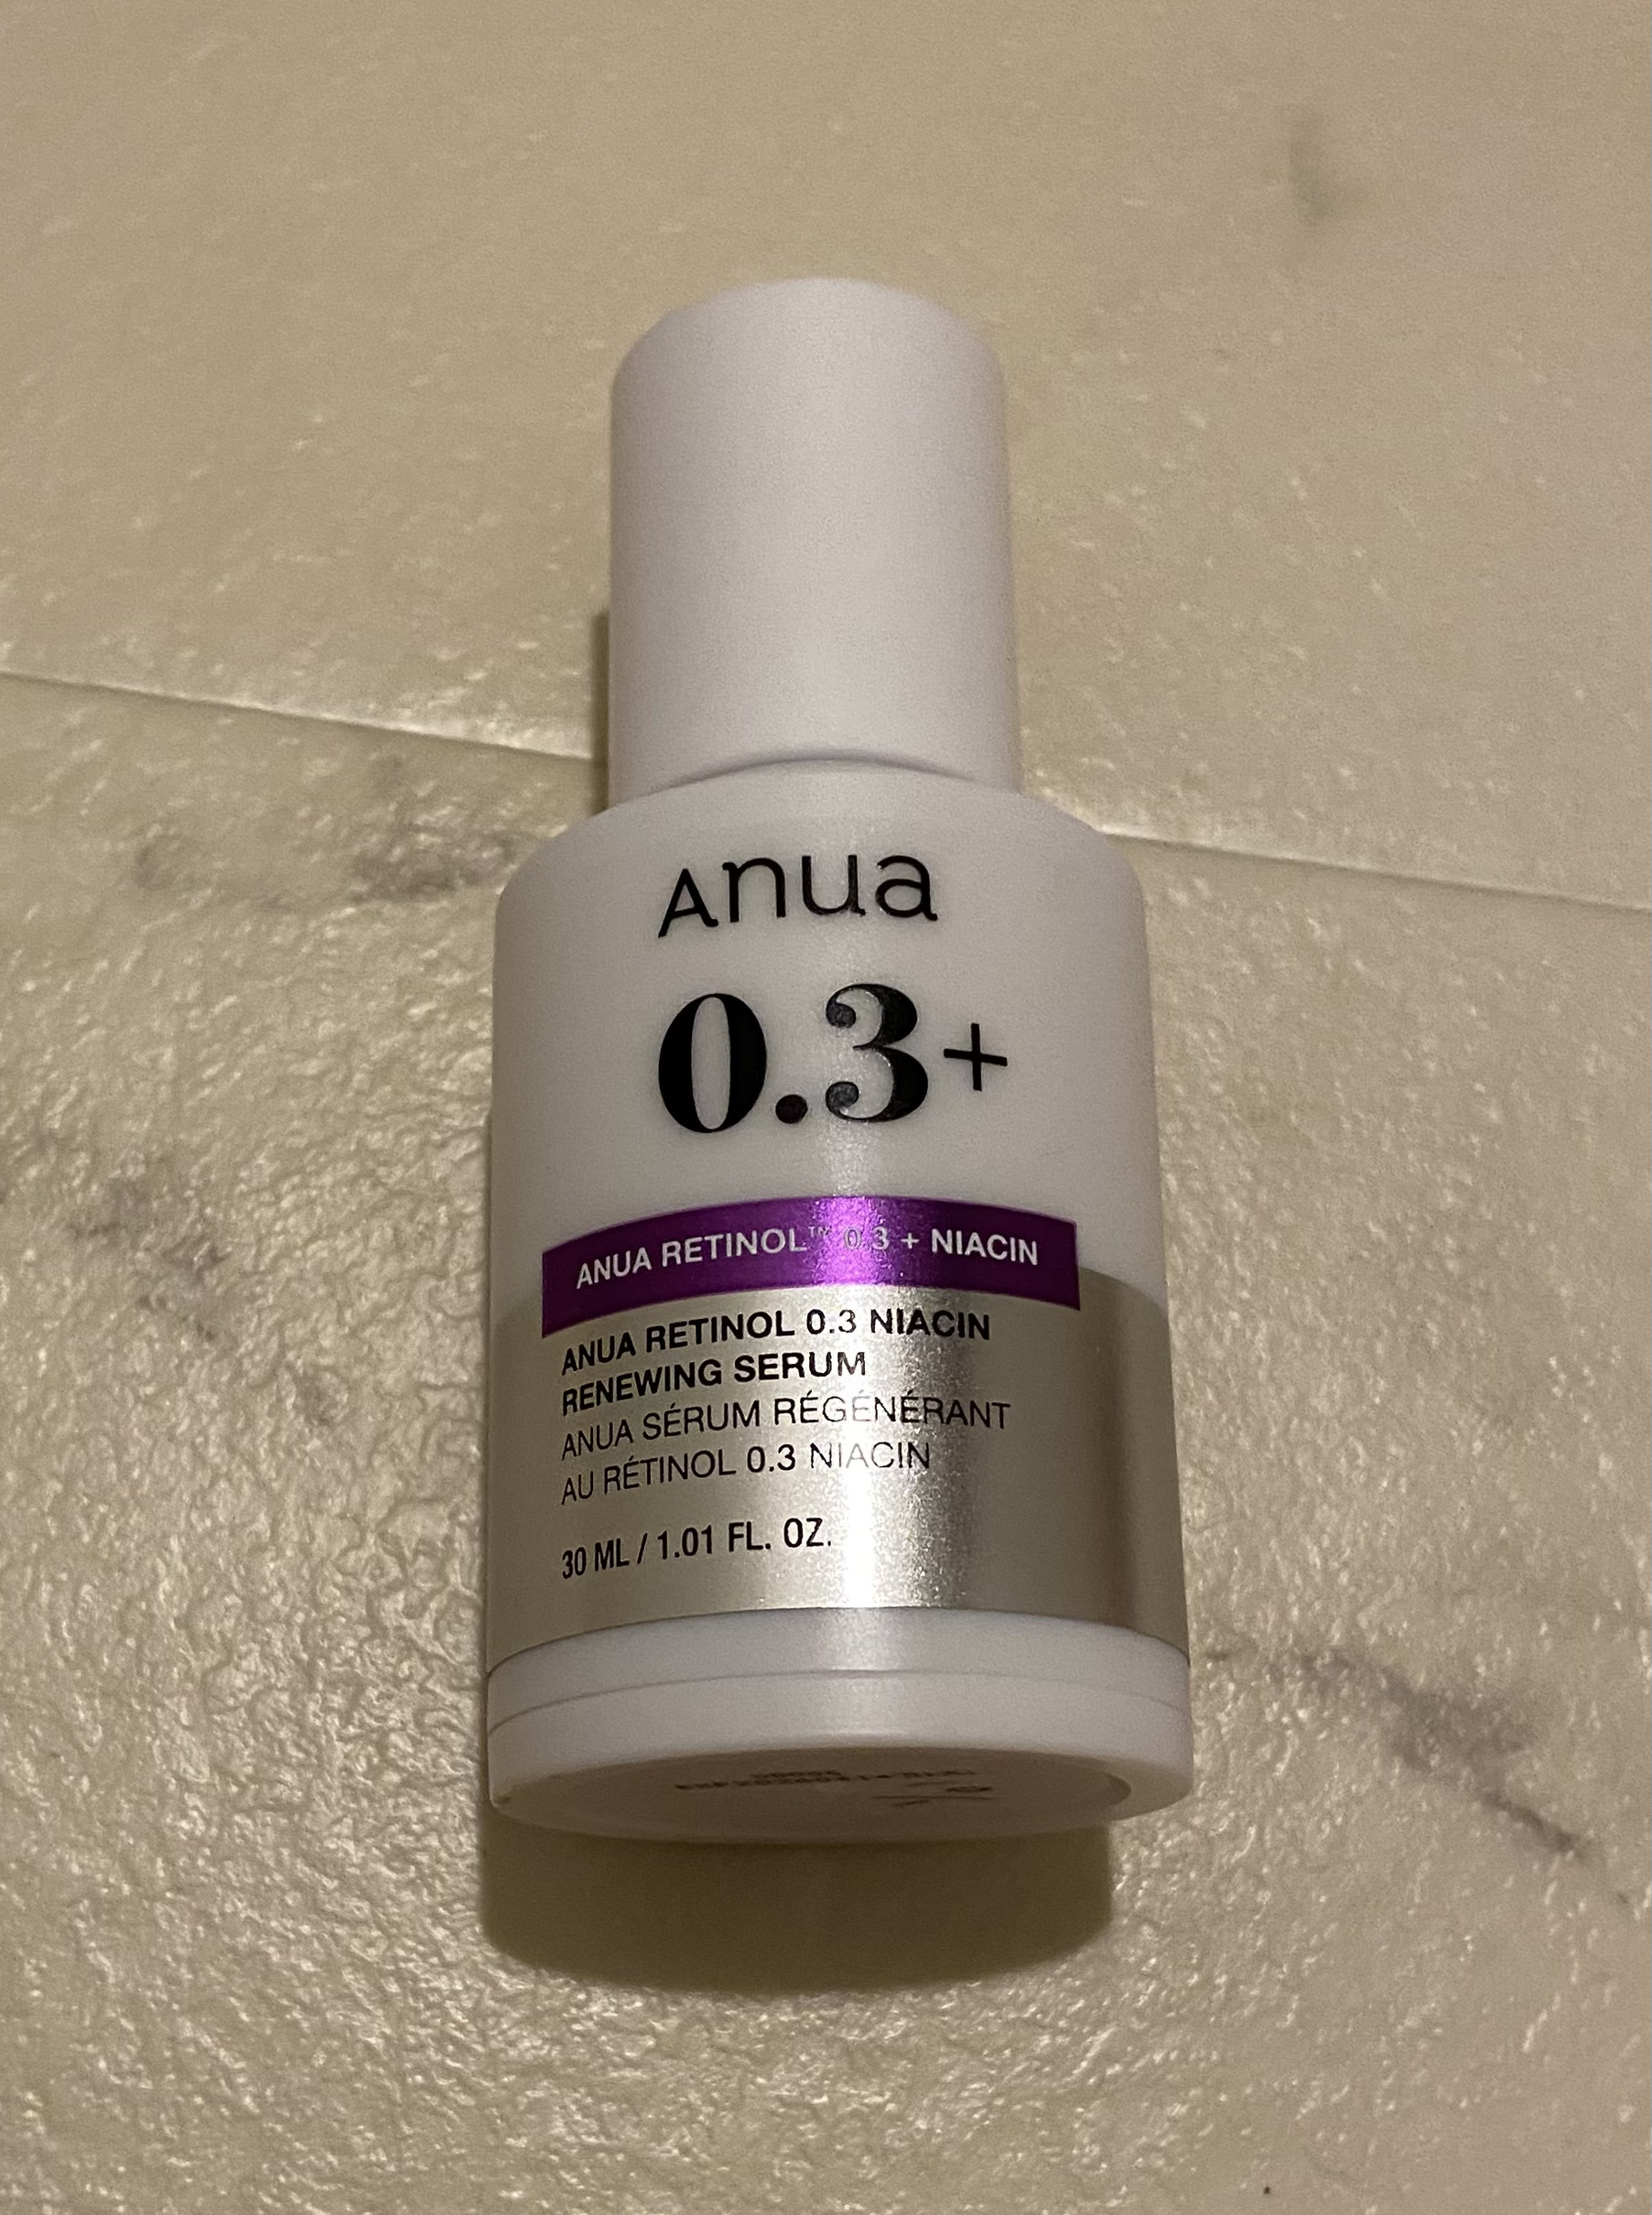 Anua
0.3+
ANUA RETINOL™ 0.3 + NIACIN
ANUA RETINOL 0.3 NIACIN
RENEWING SERUM
ANUA SÉRUM RÉGÉNÉRANT
AU RÉTINOL 0.3 NIACIN
30 ML / 1.01 FL. OZ.